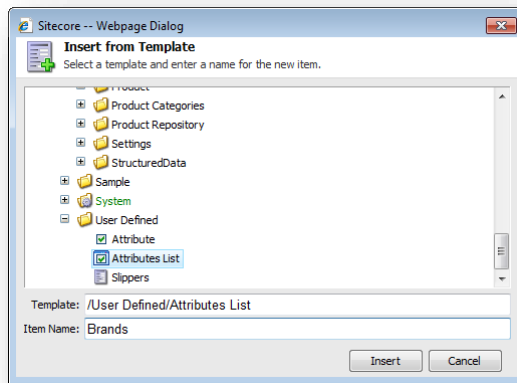 Sitecore -- Webpage Dialog
Insert from Template
Select a template and enter a name for the new item.
Product
Product Categories
Product Repository
Settings
StructuredData
Sample
System
User Defined
Attribute
Attributes List
Slippers
Template: /User Defined/Attributes List
Item Name: Brands
Insert Cancel